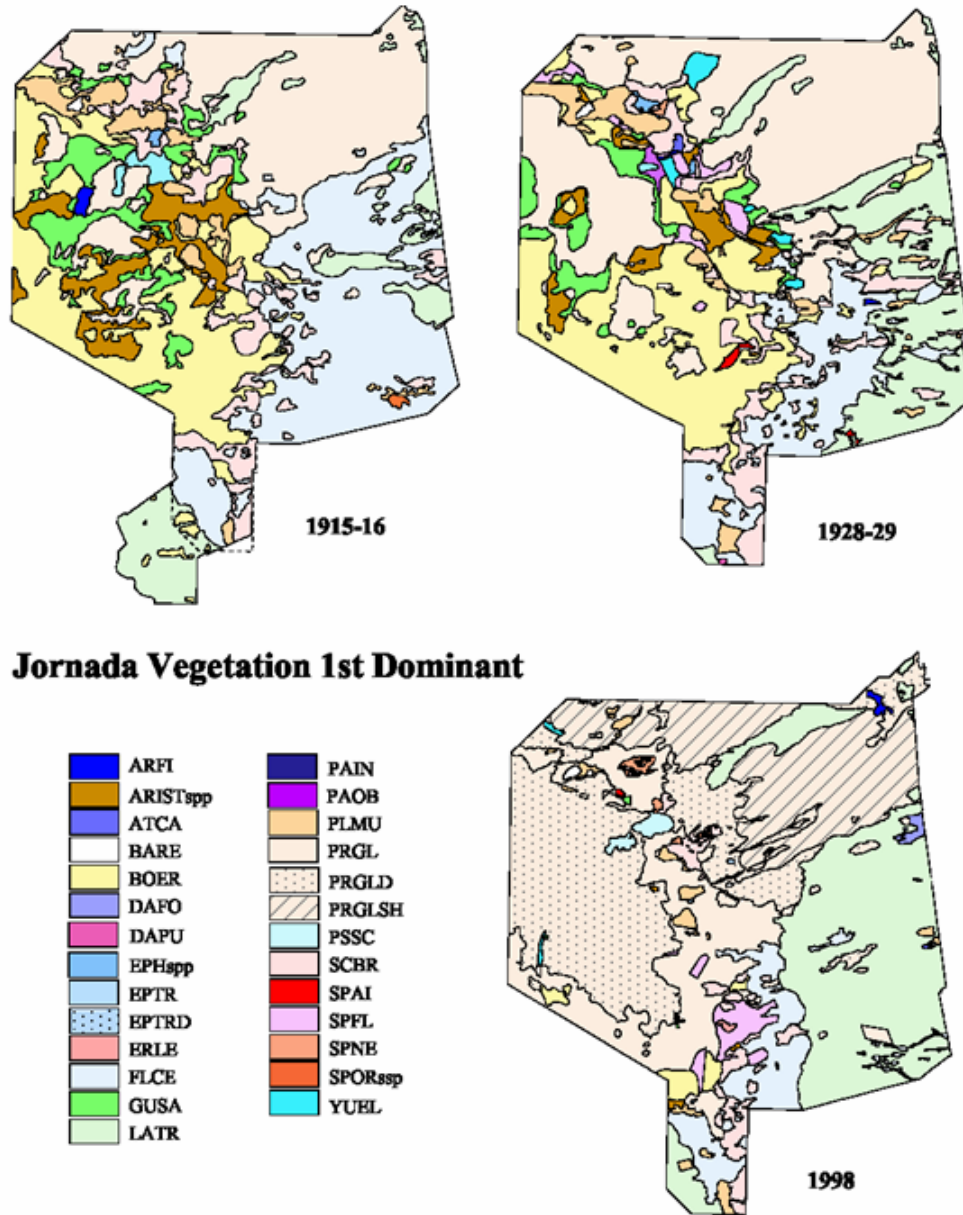 1915-16
1928-29
Jornada Vegetation 1st Dominant
ARFI
ARISTspp
ATCA
BARE
BOER
DAFO
DAPU
EPHspp
EPTR
EPTRD
ERLE
FLCE
GUSA
LATR
PAIN
PAOB
PLMU
PRGL
PRGLD
PRGLSH
PSSC
SCBR
SPAI
SPFL
SPNE
SPORssp
YUEL
1998